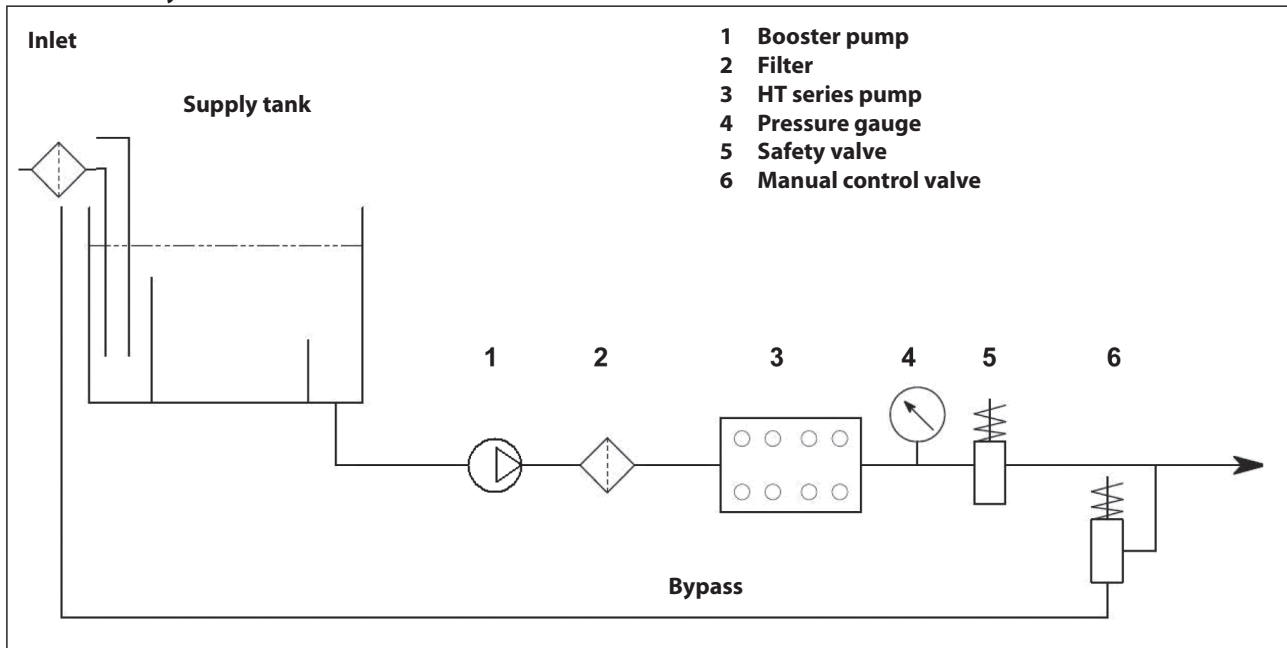 Inlet
Supply tank
1 Booster pump
2 Filter
3 HT series pump
4 Pressure gauge
5 Safety valve
6 Manual control valve
1 2 3 4 5 6
Bypass